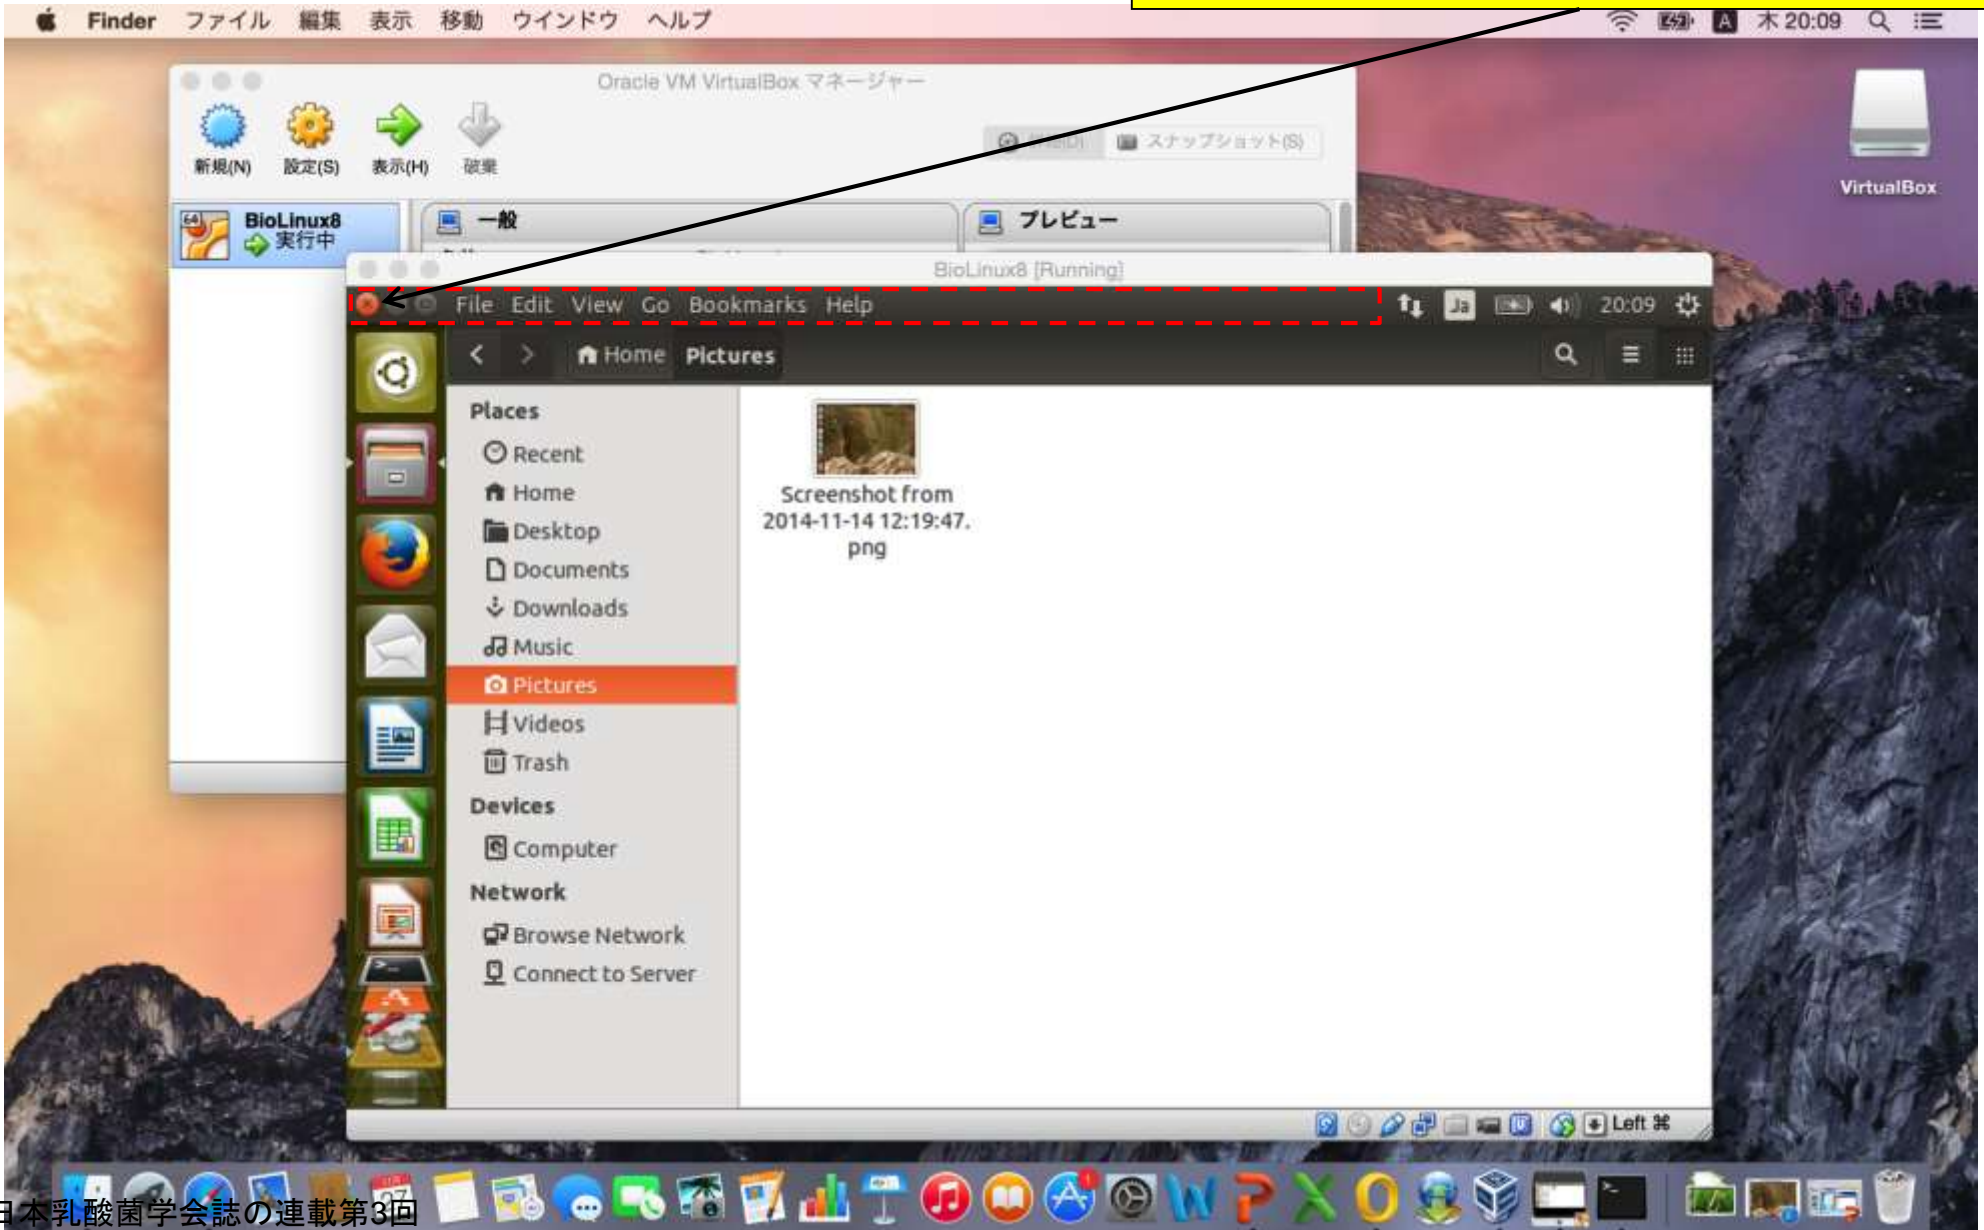 Finder ファイル 編集 表示 移動 ウインドウ ヘルプ
A 木 20:09
Oracle VM VirtualBox マネージャー
新規(N) 設定(S) 表示(H) 破棄
スナップショット(S)
VirtualBox
64
BioLinux8
実行中
一般
プレビュー
BioLinux8 [Running]
File Edit View Go Bookmarks Help
Ja
20:09
Home Pictures
Places
Recent
Home
Desktop
Documents
Downloads
Music
Pictures
Videos
Trash
Devices
Computer
Network
Browse Network
Connect to Server
Screenshot from
2014-11-14 12:19:47.
png
Left ⌘
日本乳酸菌学会誌の連載第3回